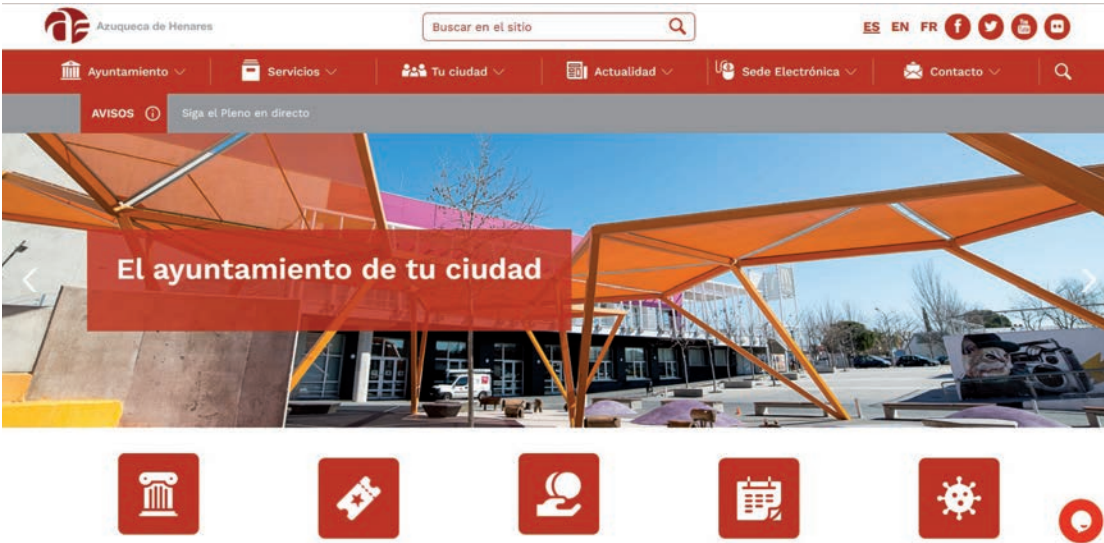 Azuqueca de Henares
Buscar en el sitio
ES EN FR
Ayuntamiento
Servicios
Tu ciudad
Actualidad
Sede Electrónica
Contacto
AVISOS
Siga el Pleno en directo
El ayuntamiento de tu ciudad